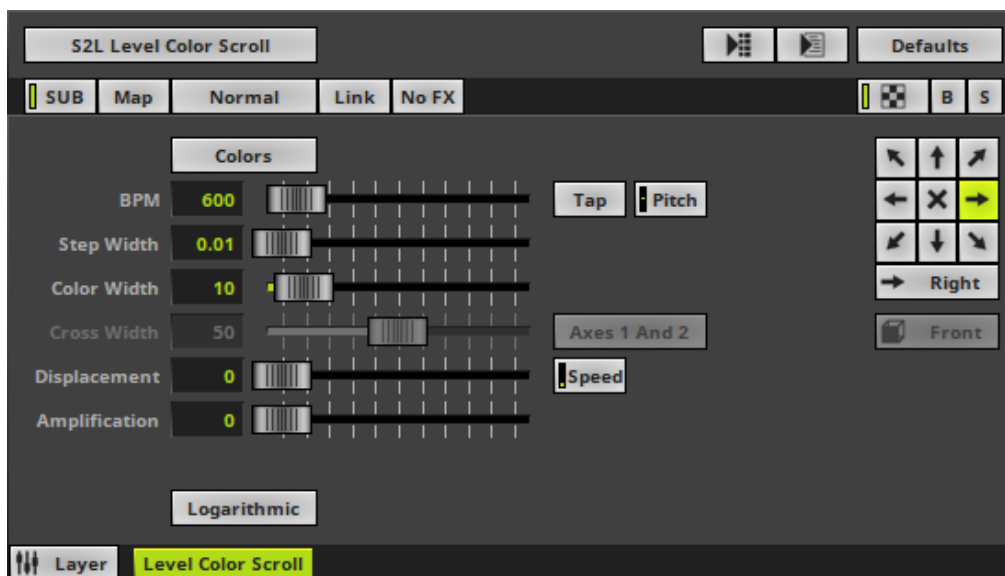 S2L Level Color Scroll Defaults
SUB Map Normal Link No FX B S
Colors
BPM 600 Tap Pitch
Step Width 0.01
Color Width 10 Right
Cross Width 50 Axes 1 And 2 Front
Displacement 0 Speed
Amplification 0
Logarithmic
Layer Level Color Scroll